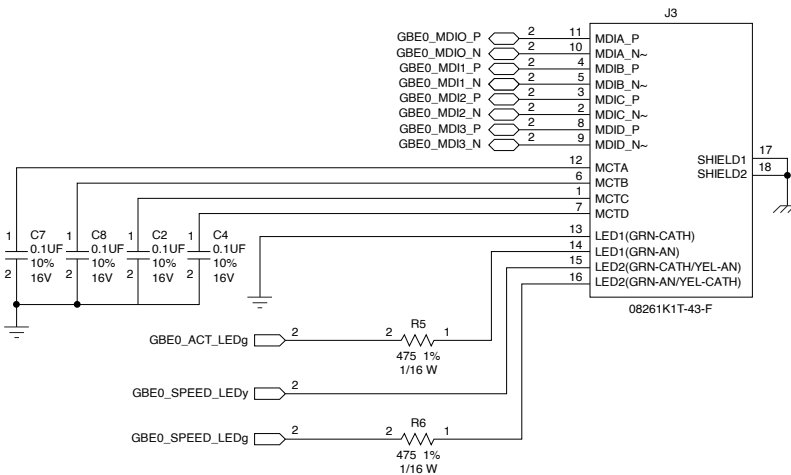 J3
GBE0_MDIO_P 2 11 MDIA_P
GBE0_MDIO_N 2 10 MDIA_N~
GBE0_MDI1_P 2 4 MDIB_P
GBE0_MDI1_N 2 5 MDIB_N~
GBE0_MDI2_P 2 3 MDIC_P
GBE0_MDI2_N 2 2 MDIC_N~
GBE0_MDI3_P 2 8 MDID_P
GBE0_MDI3_N 2 9 MDID_N~
SHIELD1 17
SHIELD2 18
12 MCTA
6 MCTB
1 MCTC
7 MCTD
1 C7 0.1UF 10% 16V 2
1 C8 0.1UF 10% 16V 2
1 C2 0.1UF 10% 16V 2
1 C4 0.1UF 10% 16V 2
13 LED1(GRN-CATH)
14 LED1(GRN-AN)
15 LED2(GRN-CATH/YEL-AN)
16 LED2(GRN-AN/YEL-CATH)
08261K1T-43-F
GBE0_ACT_LEDg 2 2 R5 1
475 1%
1/16 W
GBE0_SPEED_LEDy 2
GBE0_SPEED_LEDg 2 2 R6 1
475 1%
1/16 W